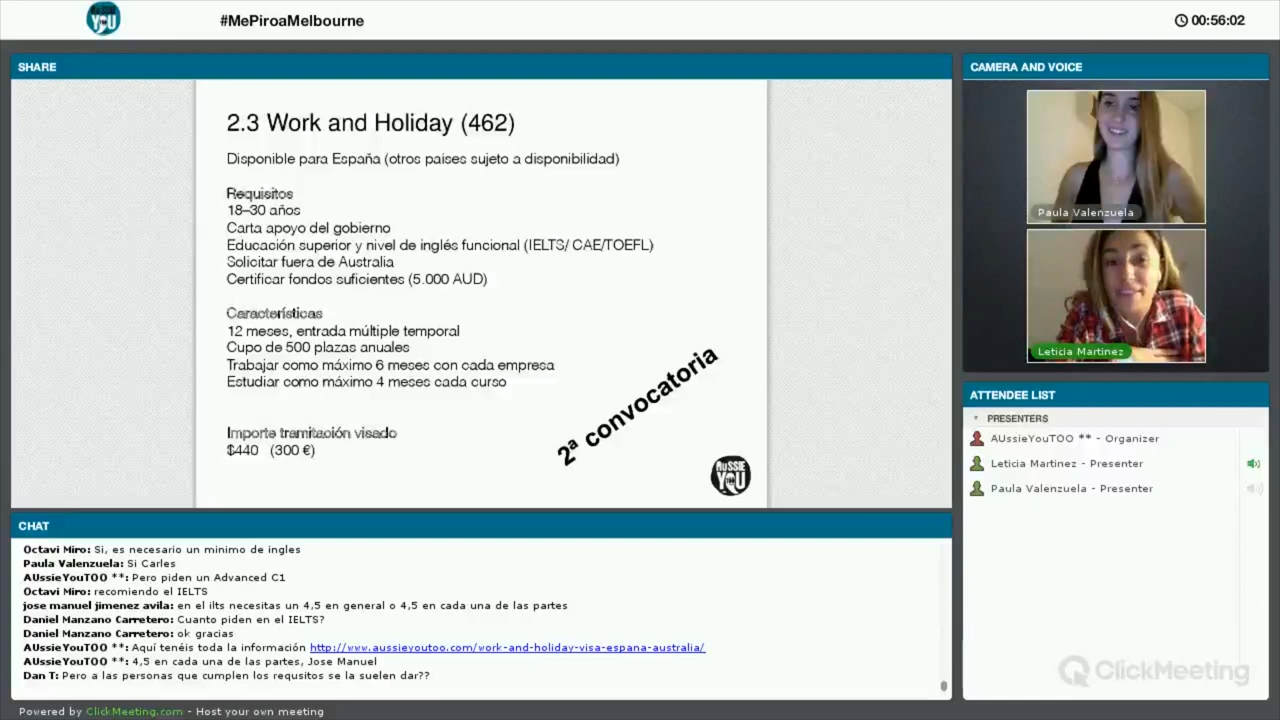 AUSSIE YOU TOO
#MePiroaMelbourne
00:56:02
SHARE
2.3 Work and Holiday (462)
Disponible para España (otros países sujeto a disponibilidad)
Requisitos
18–30 años
Carta apoyo del gobierno
Educación superior y nivel de inglés funcional (IELTS/ CAE/TOEFL)
Solicitar fuera de Australia
Certificar fondos suficientes (5.000 AUD)
Características
12 meses, entrada múltiple temporal
Cupo de 500 plazas anuales
Trabajar como máximo 6 meses con cada empresa
Estudiar como máximo 4 meses cada curso
Importe tramitación visado
$440 (300 €)
2ª convocatoria
AUSSIE YOU TOO
CAMERA AND VOICE
Paula Valenzuela
Leticia Martinez
ATTENDEE LIST
PRESENTERS
AUssieYouTOO ** - Organizer
Leticia Martinez - Presenter
Paula Valenzuela - Presenter
ClickMeeting
CHAT
Octavi Miro: Si, es necesario un minimo de ingles
Paula Valenzuela: Si Carles
AUssieYouTOO **: Pero piden un Advanced C1
Octavi Miro: recomiendo el IELTS
jose manuel jimenez avila: en el ilts necesitas un 4,5 en general o 4,5 en cada una de las partes
Daniel Manzano Carretero: Cuanto piden en el IELTS?
Daniel Manzano Carretero: ok gracias
AUssieYouTOO **: Aquí tenéis toda la información http://www.aussieyoutoo.com/work-and-holiday-visa-espana-australia/
AUssieYouTOO **: 4,5 en cada una de las partes, Jose Manuel
Dan T: Pero a las personas que cumplen los requsitos se la suelen dar??
Powered by ClickMeeting.com - Host your own meeting